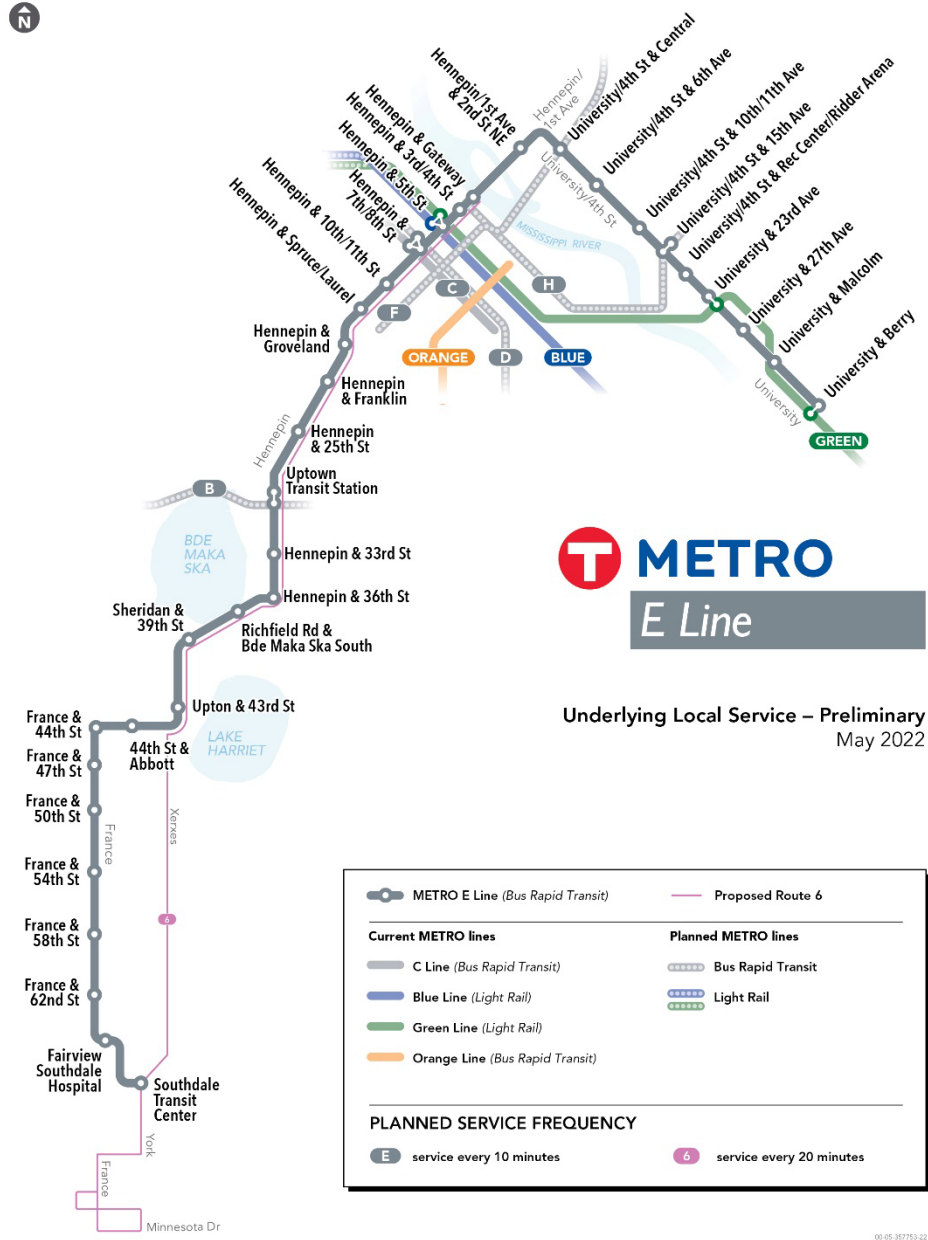 N
Hennepin/1st Ave
& 2nd St NE
Hennepin/
1st Ave
University/4th St & Central
University/4th St & 6th Ave
University/4th St & 10th/11th Ave
University/4th St & 15th Ave
University/4th St & Rec Center/Ridder Arena
University & 23rd Ave
University & 27th Ave
University & Malcolm
University & Berry
Hennepin & Gateway
Hennepin & 3rd/4th St
Hennepin & 5th St
Hennepin &
7th/8th St
Hennepin & 10th/11th St
Hennepin & Spruce/Laurel
University/4th St
MISSISSIPPI RIVER
C
H
F
ORANGE
D
BLUE
University
GREEN
Hennepin &
Groveland
Hennepin
& Franklin
Hennepin
Hennepin
& 25th St
Uptown
Transit Station
B
BDE
MAKA
SKA
Hennepin & 33rd St
Hennepin & 36th St
Sheridan &
39th St
Richfield Rd &
Bde Maka Ska South
T METRO
E Line
Underlying Local Service – Preliminary
May 2022
Upton & 43rd St
LAKE
HARRIET
France &
44th St
44th St &
Abbott
France &
47th St
France &
50th St
France
Xerxes
France &
54th St
6
France &
58th St
France &
62nd St
Fairview
Southdale
Hospital
Southdale
Transit
Center
York
France
Minnesota Dr
METRO E Line (Bus Rapid Transit)
Proposed Route 6
Current METRO lines
C Line (Bus Rapid Transit)
Blue Line (Light Rail)
Green Line (Light Rail)
Orange Line (Bus Rapid Transit)
Planned METRO lines
Bus Rapid Transit
Light Rail
PLANNED SERVICE FREQUENCY
E service every 10 minutes
6 service every 20 minutes
00-05-357753-22